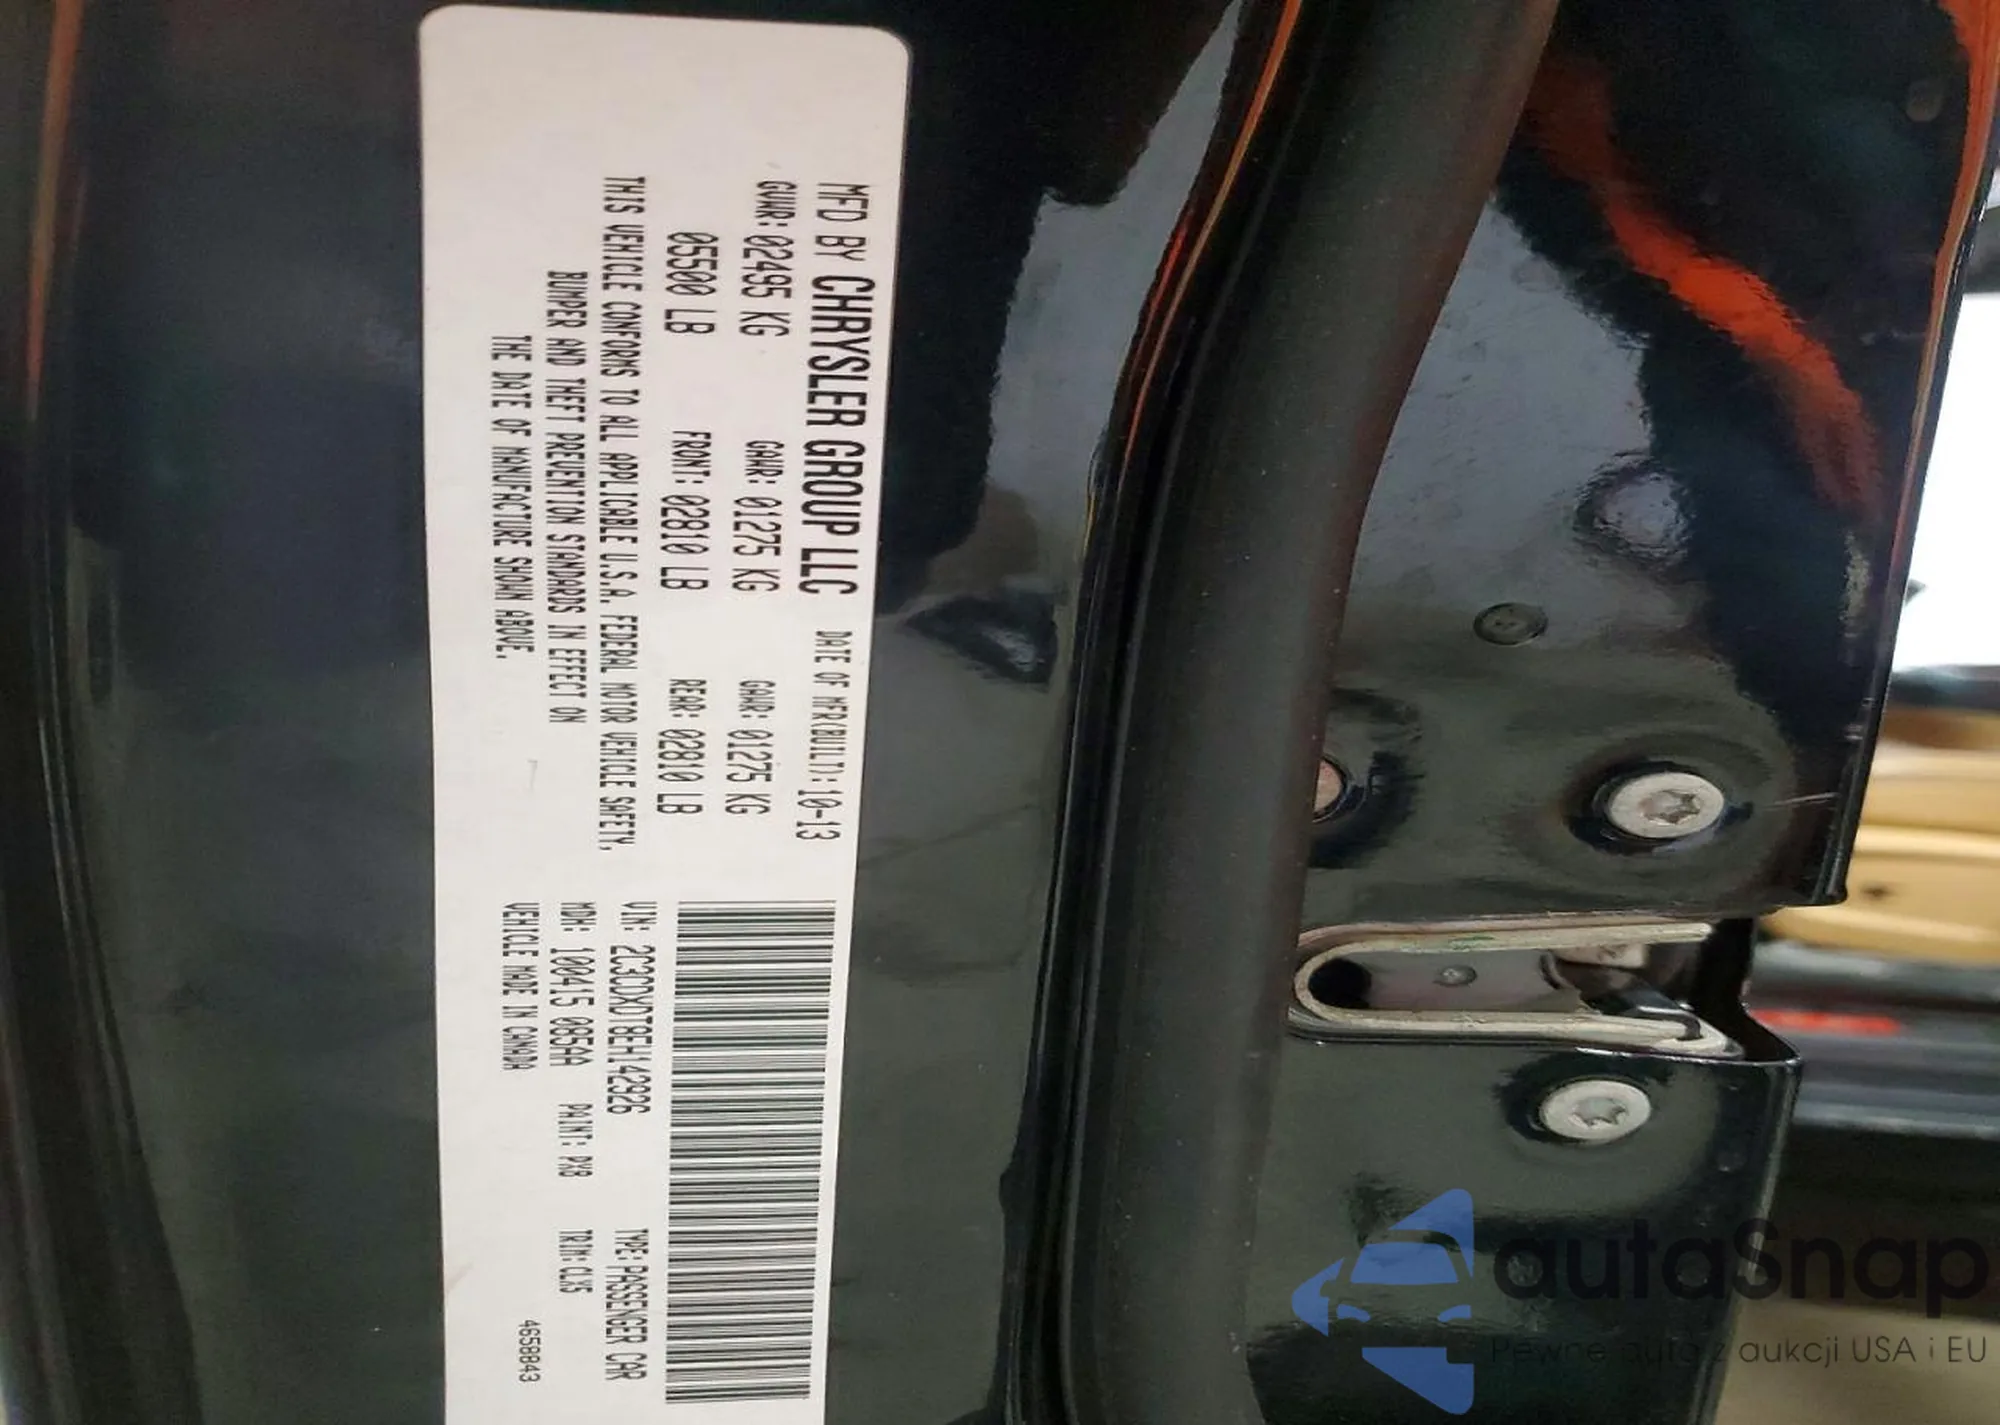 MFD BY CHRYSLER GROUP LLC DATE OF MFR(BUILT): 10-13
GVWR: 02495 KG GAWR: 01275 KG GAWR: 01275 KG
05500 LB FRONT: 02810 LB REAR: 02810 LB
THIS VEHICLE CONFORMS TO ALL APPLICABLE U.S.A. FEDERAL MOTOR VEHICLE SAFETY,
BUMPER AND THEFT PREVENTION STANDARDS IN EFFECT ON
THE DATE OF MANUFACTURE SHOWN ABOVE.
VIN: 2C3CDXDT8EH142926 TYPE: PASSENGER CAR
MDH: 100415 085AA PAINT: PX8 TRIM: CLX5
VEHICLE MADE IN CANADA 4658843
autaSnap
Pewne auta z aukcji USA i EU